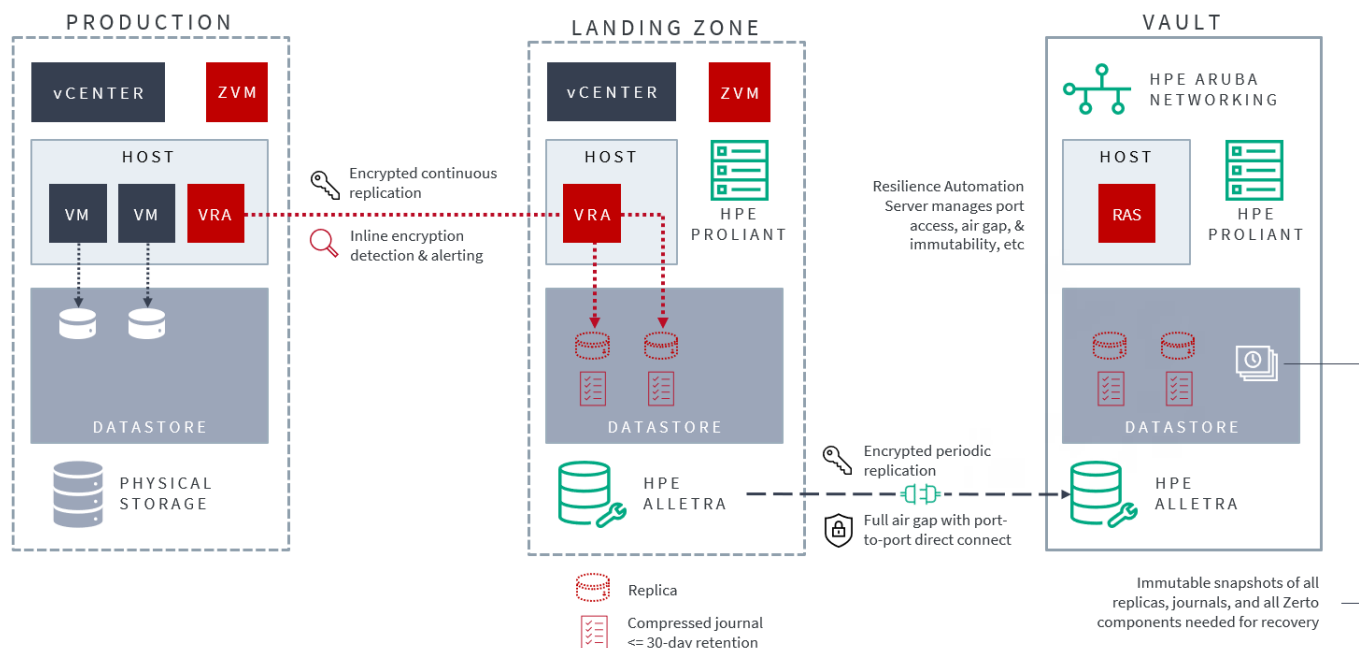 PRODUCTION
vCENTER
ZVM
HOST
VM
VM
VRA
DATASTORE
PHYSICAL
STORAGE
Encrypted continuous
replication
Inline encryption
detection & alerting
LANDING ZONE
vCENTER
ZVM
HOST
VRA
HPE
PROLIANT
DATASTORE
HPE
ALLETRA
Replica
Compressed journal
<= 30-day retention
Resilience Automation
Server manages port
access, air gap, &
immutability, etc
Encrypted periodic
replication
Full air gap with port-
to-port direct connect
VAULT
HPE ARUBA
NETWORKING
HOST
RAS
HPE
PROLIANT
DATASTORE
HPE
ALLETRA
Immutable snapshots of all
replicas, journals, and all Zerto
components needed for recovery